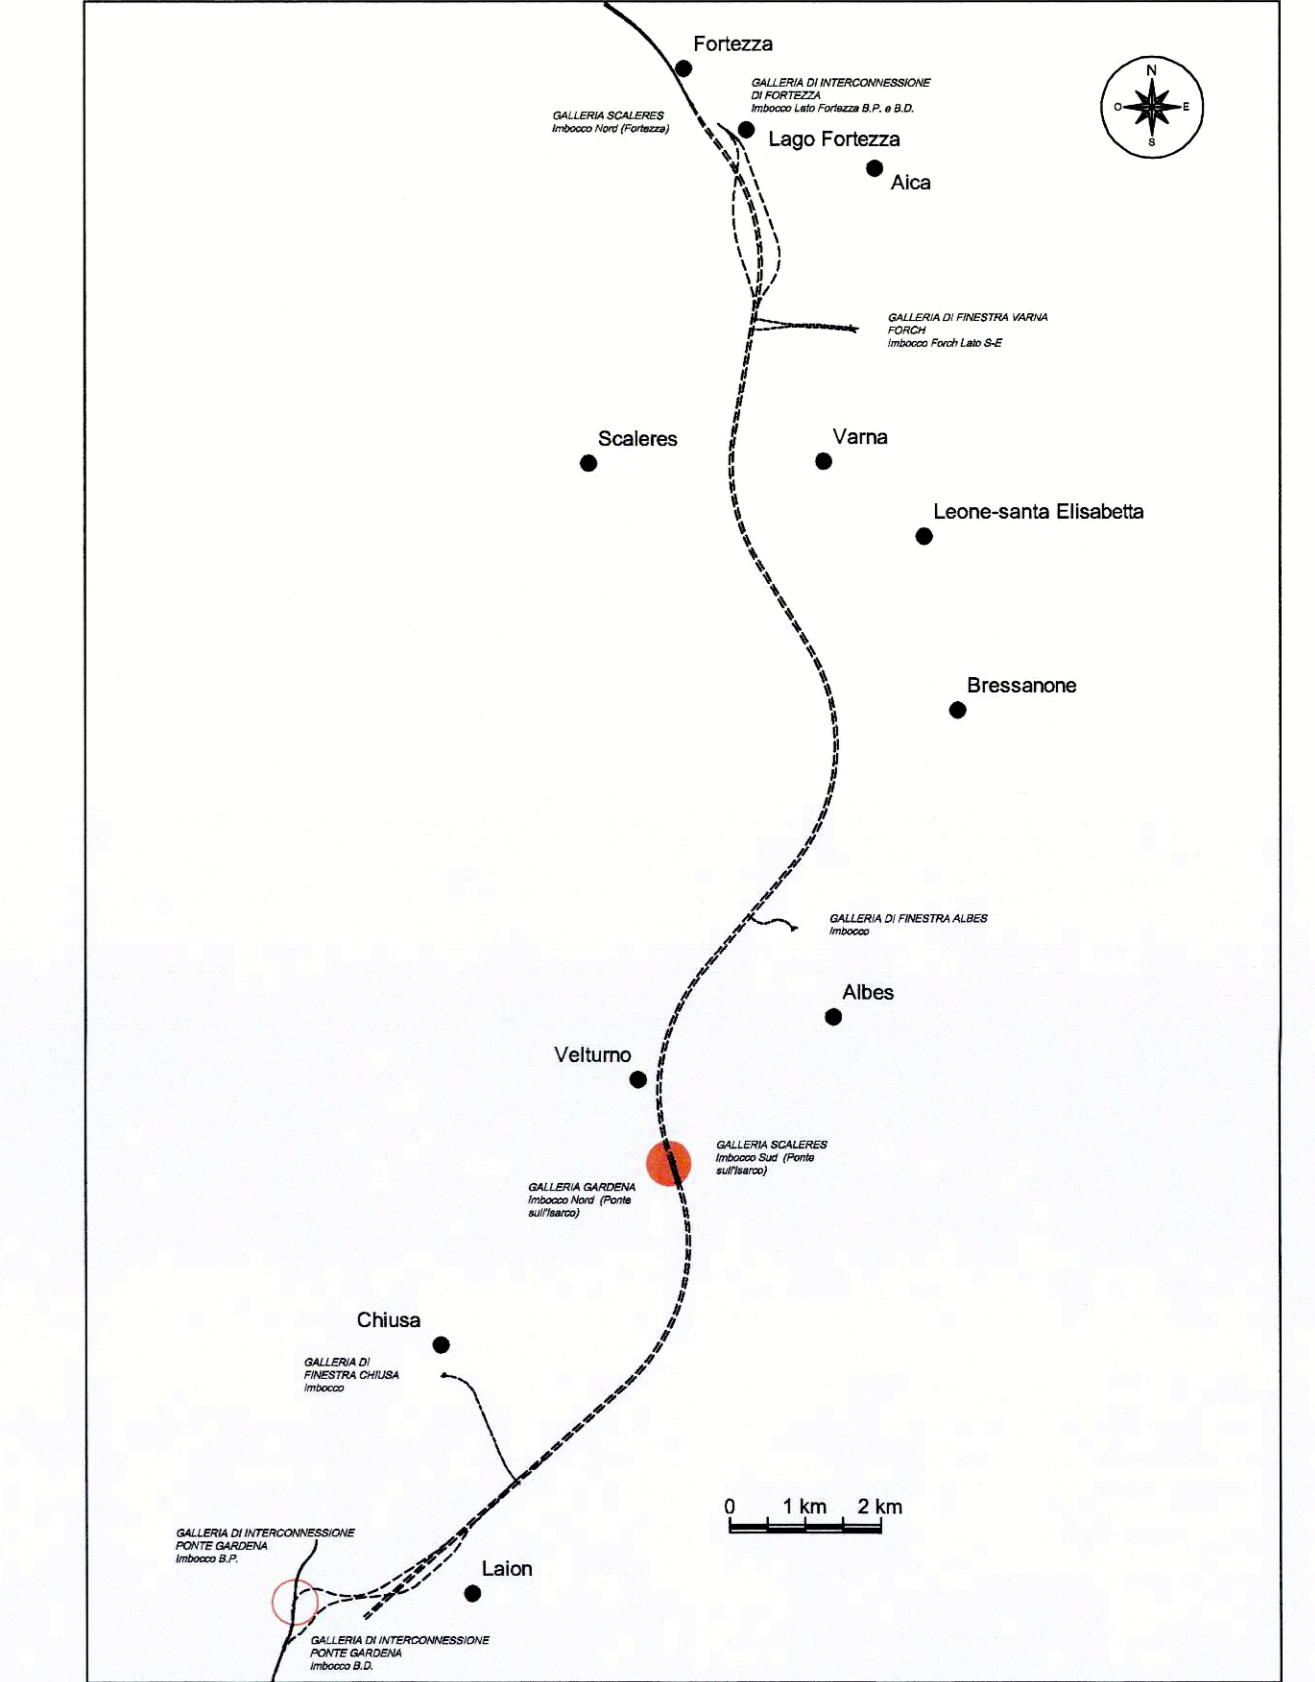 Fortezza
GALLERIA DI INTERCONNESSIONE
DI FORTEZZA
Imbocco Lato Fortezza B.P. e B.D.
GALLERIA SCALERES
Imbocco Nord (Fortezza)
N
O
E
S
Lago Fortezza
Aica
GALLERIA DI FINESTRA VARNA
FORCH
Imbocco Forch Lato S-E
Scaleres
Varna
Leone-santa Elisabetta
Bressanone
GALLERIA DI FINESTRA ALBES
Imbocco
Albes
Velturno
GALLERIA SCALERES
Imbocco Sud (Ponte
sull'Isarco)
GALLERIA GARDENA
Imbocco Nord (Ponte
sull'Isarco)
Chiusa
GALLERIA DI
FINESTRA CHIUSA
Imbocco
0 1 km 2 km
GALLERIA DI INTERCONNESSIONE
PONTE GARDENA
Imbocco B.P.
Laion
GALLERIA DI INTERCONNESSIONE
PONTE GARDENA
Imbocco B.D.